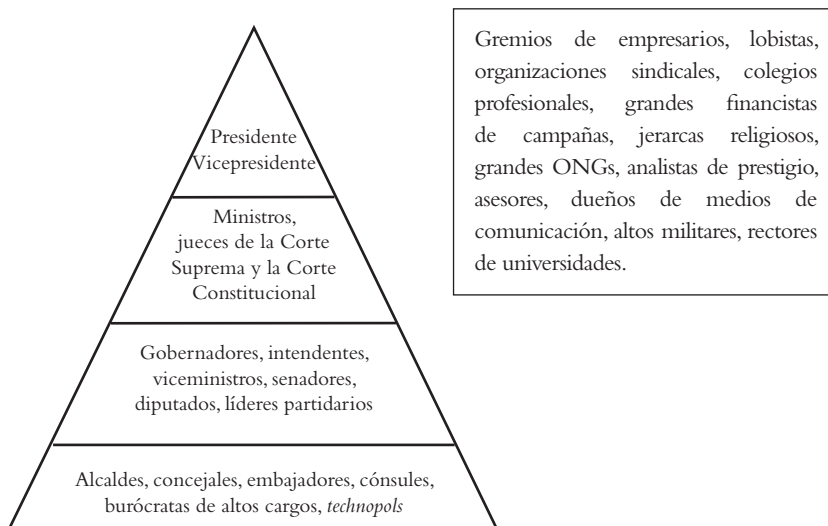 Presidente
Vicepresidente
Ministros,
jueces de la Corte
Suprema y la Corte
Constitucional
Gobernadores, intendentes,
viceministros, senadores,
diputados, líderes partidarios
Alcaldes, concejales, embajadores, cónsules,
burócratas de altos cargos, technopols
Gremios de empresarios, lobistas,
organizaciones sindicales, colegios
profesionales, grandes financistas
de campañas, jerarcas religiosos,
grandes ONGs, analistas de prestigio,
asesores, dueños de medios de
comunicación, altos militares, rectores
de universidades.